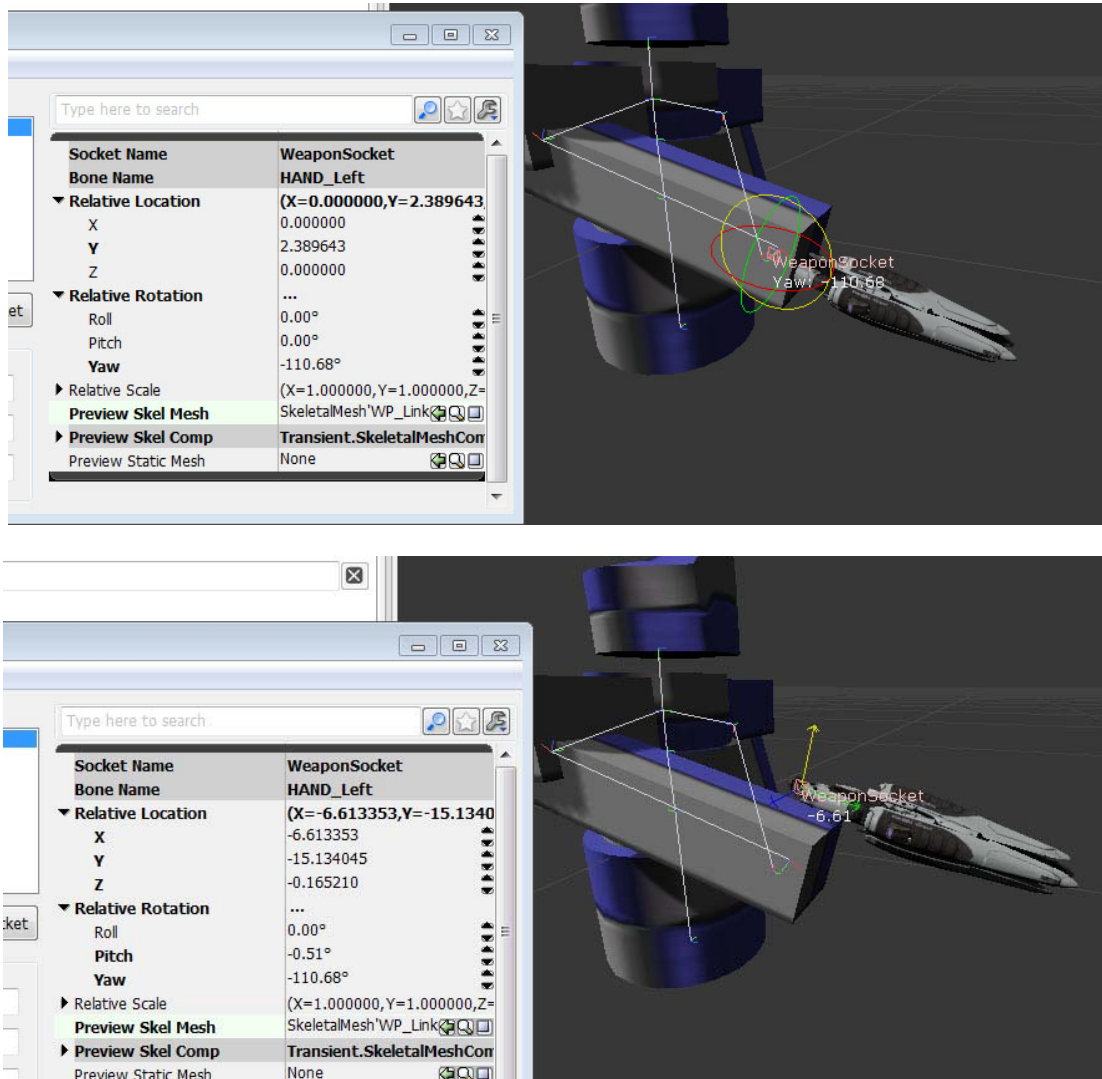 Type here to search
Socket Name WeaponSocket
Bone Name HAND_Left
Relative Location (X=0.000000,Y=2.389643,
X 0.000000
Y 2.389643
Z 0.000000
Relative Rotation ...
Roll 0.00°
Pitch 0.00°
Yaw -110.68°
Relative Scale (X=1.000000,Y=1.000000,Z=
Preview Skel Mesh SkeletalMesh'WP_Link
Preview Skel Comp Transient.SkeletalMeshCom
Preview Static Mesh None
et
WeaponSocket
Yaw: -110.68
Type here to search
Socket Name WeaponSocket
Bone Name HAND_Left
Relative Location (X=-6.613353,Y=-15.1340
X -6.613353
Y -15.134045
Z -0.165210
Relative Rotation ...
Roll 0.00°
Pitch -0.51°
Yaw -110.68°
Relative Scale (X=1.000000,Y=1.000000,Z=
Preview Skel Mesh SkeletalMesh'WP_Link
Preview Skel Comp Transient.SkeletalMeshCom
Preview Static Mesh None
cket
WeaponSocket
-6.61